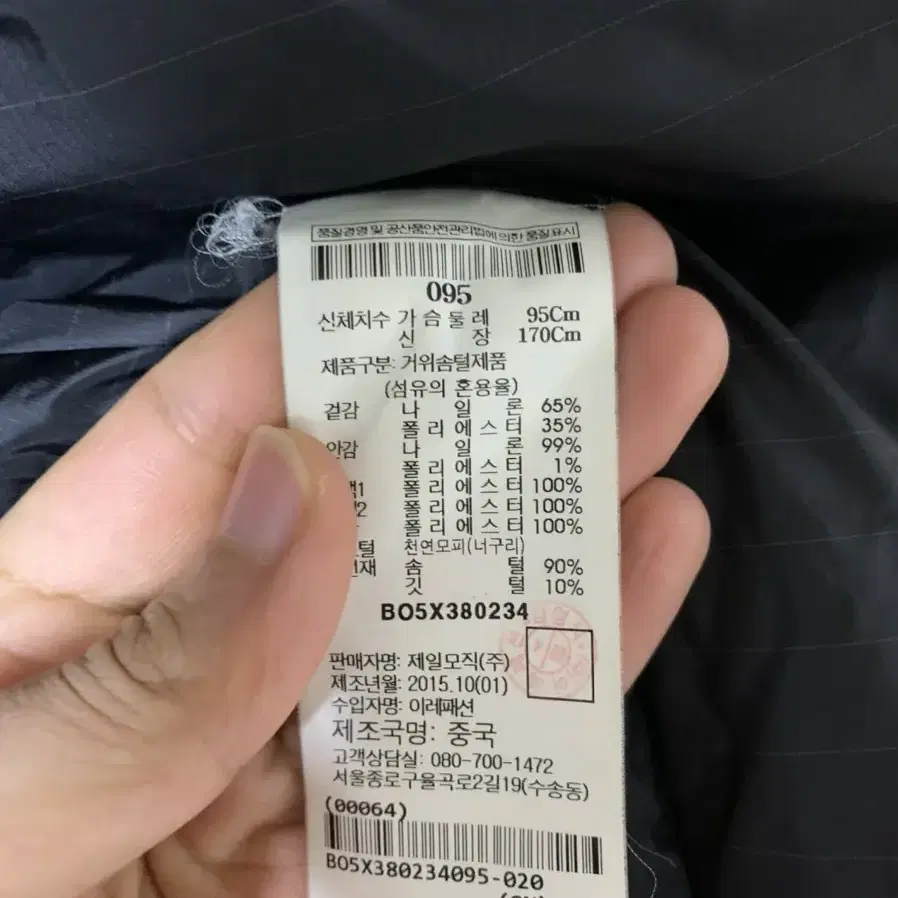 품질경영 및 공산품안전관리법에의한 품질표시
095
신체치수 가 슴 둘 레 95Cm
신 장 170Cm
제품구분: 거위솜털제품
(섬유의 혼용율)
겉감 나 일 론 65%
폴 리 에 스 터 35%
안감 나 일 론 99%
폴 리 에 스 터 1%
1 폴 리 에 스 터 100%
2 폴 리 에 스 터 100%
폴 리 에 스 터 100%
털 천연모피(너구리)
재 솜 털 90%
깃 털 10%
BO5X380234
판매자명: 제일모직(주)
제조년월: 2015.10(01)
수입자명: 이레패션
제조국명: 중국
고객상담실: 080-700-1472
서울종로구율곡로2길19(수송동)
(00064)
BO5X380234095-020